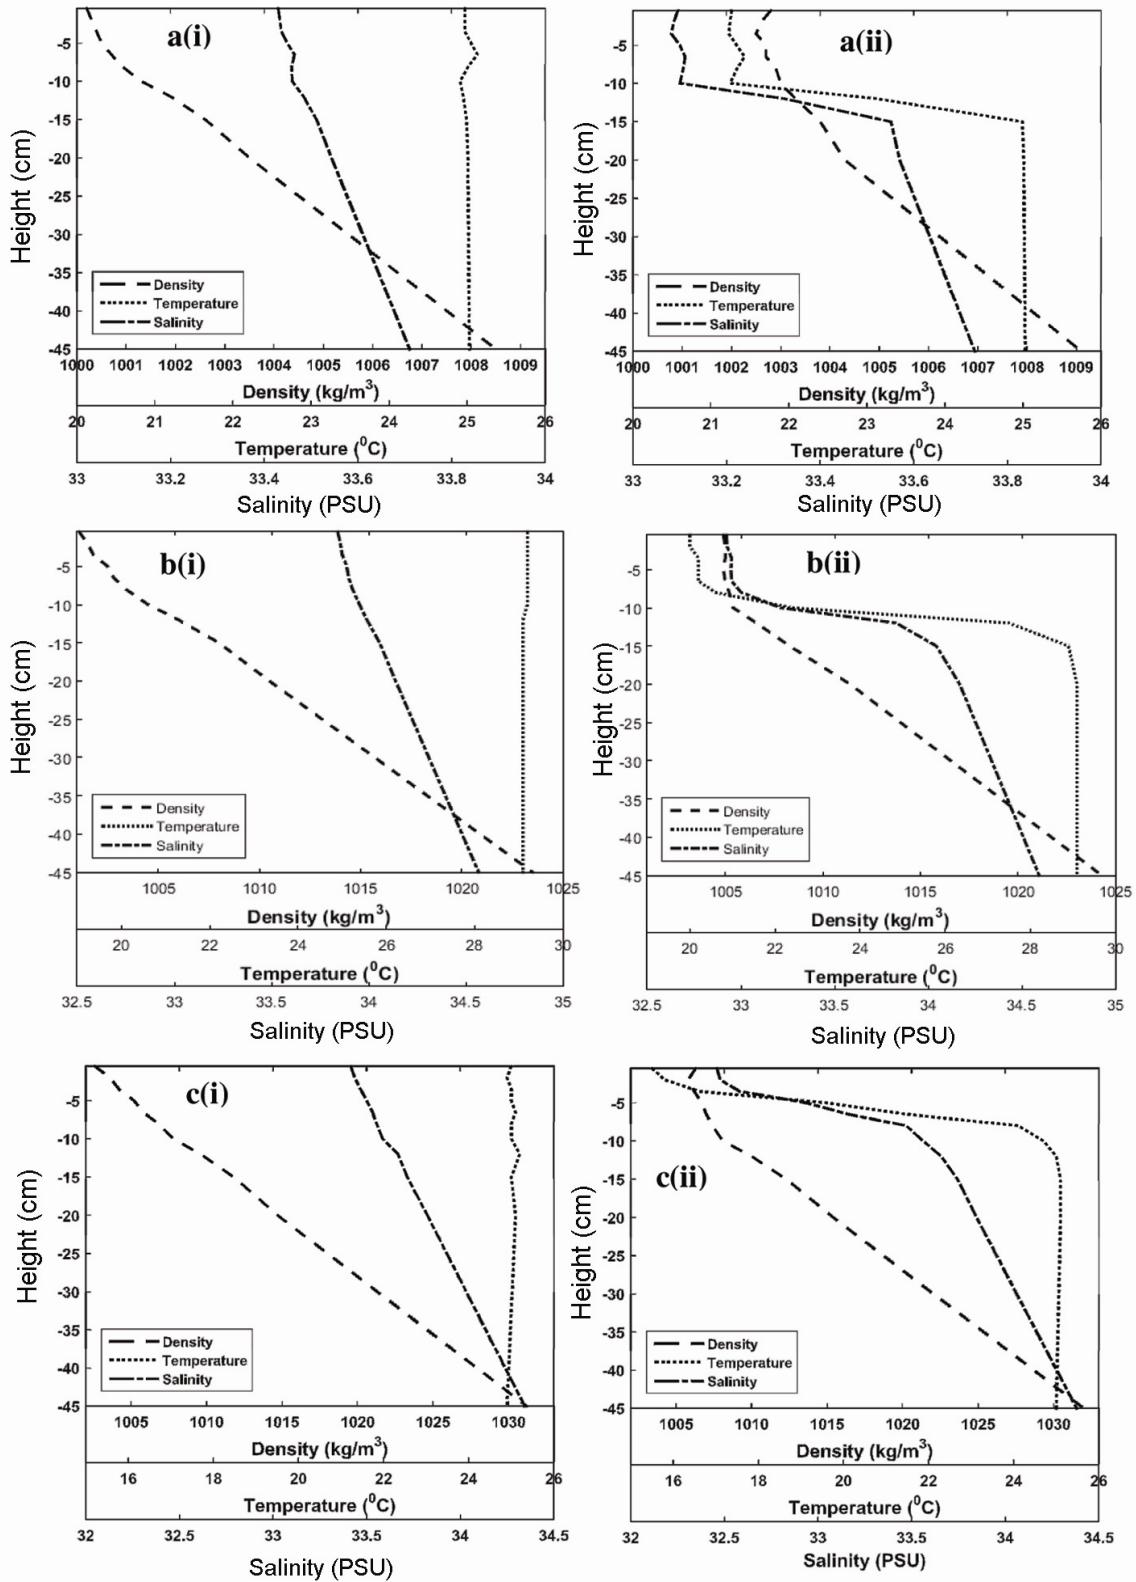 a(i)
-5
-10
-15
-20
-25
-30
-35
-40
-45
Height (cm)
Density
Temperature
Salinity
1000 1001 1002 1003 1004 1005 1006 1007 1008 1009
Density (kg/m³)
20 21 22 23 24 25 26
Temperature (⁰C)
33 33.2 33.4 33.6 33.8 34
Salinity (PSU)
a(ii)
-5
-10
-15
-20
-25
-30
-35
-40
-45
Height (cm)
Density
Temperature
Salinity
1000 1001 1002 1003 1004 1005 1006 1007 1008 1009
Density (kg/m³)
20 21 22 23 24 25 26
Temperature (⁰C)
33 33.2 33.4 33.6 33.8 34
Salinity (PSU)
b(i)
-5
-10
-15
-20
-25
-30
-35
-40
-45
Height (cm)
Density
Temperature
Salinity
1005 1010 1015 1020 1025
Density (kg/m³)
20 22 24 26 28 30
Temperature (⁰C)
32.5 33 33.5 34 34.5 35
Salinity (PSU)
b(ii)
-5
-10
-15
-20
-25
-30
-35
-40
-45
Height (cm)
Density
Temperature
Salinity
1005 1010 1015 1020 1025
Density (kg/m³)
20 22 24 26 28 30
Temperature (⁰C)
32.5 33 33.5 34 34.5 35
Salinity (PSU)
c(i)
-5
-10
-15
-20
-25
-30
-35
-40
-45
Height (cm)
Density
Temperature
Salinity
1005 1010 1015 1020 1025 1030
Density (kg/m³)
16 18 20 22 24 26
Temperature (⁰C)
32 32.5 33 33.5 34 34.5
Salinity (PSU)
-5
-10
-15
c(ii)
-20
-25
-30
-35
-40
-45
Height (cm)
Density
Temperature
Salinity
1005 1010 1015 1020 1025 1030
Density (kg/m³)
16 18 20 22 24 26
Temperature (⁰C)
32 32.5 33 33.5 34 34.5
Salinity (PSU)